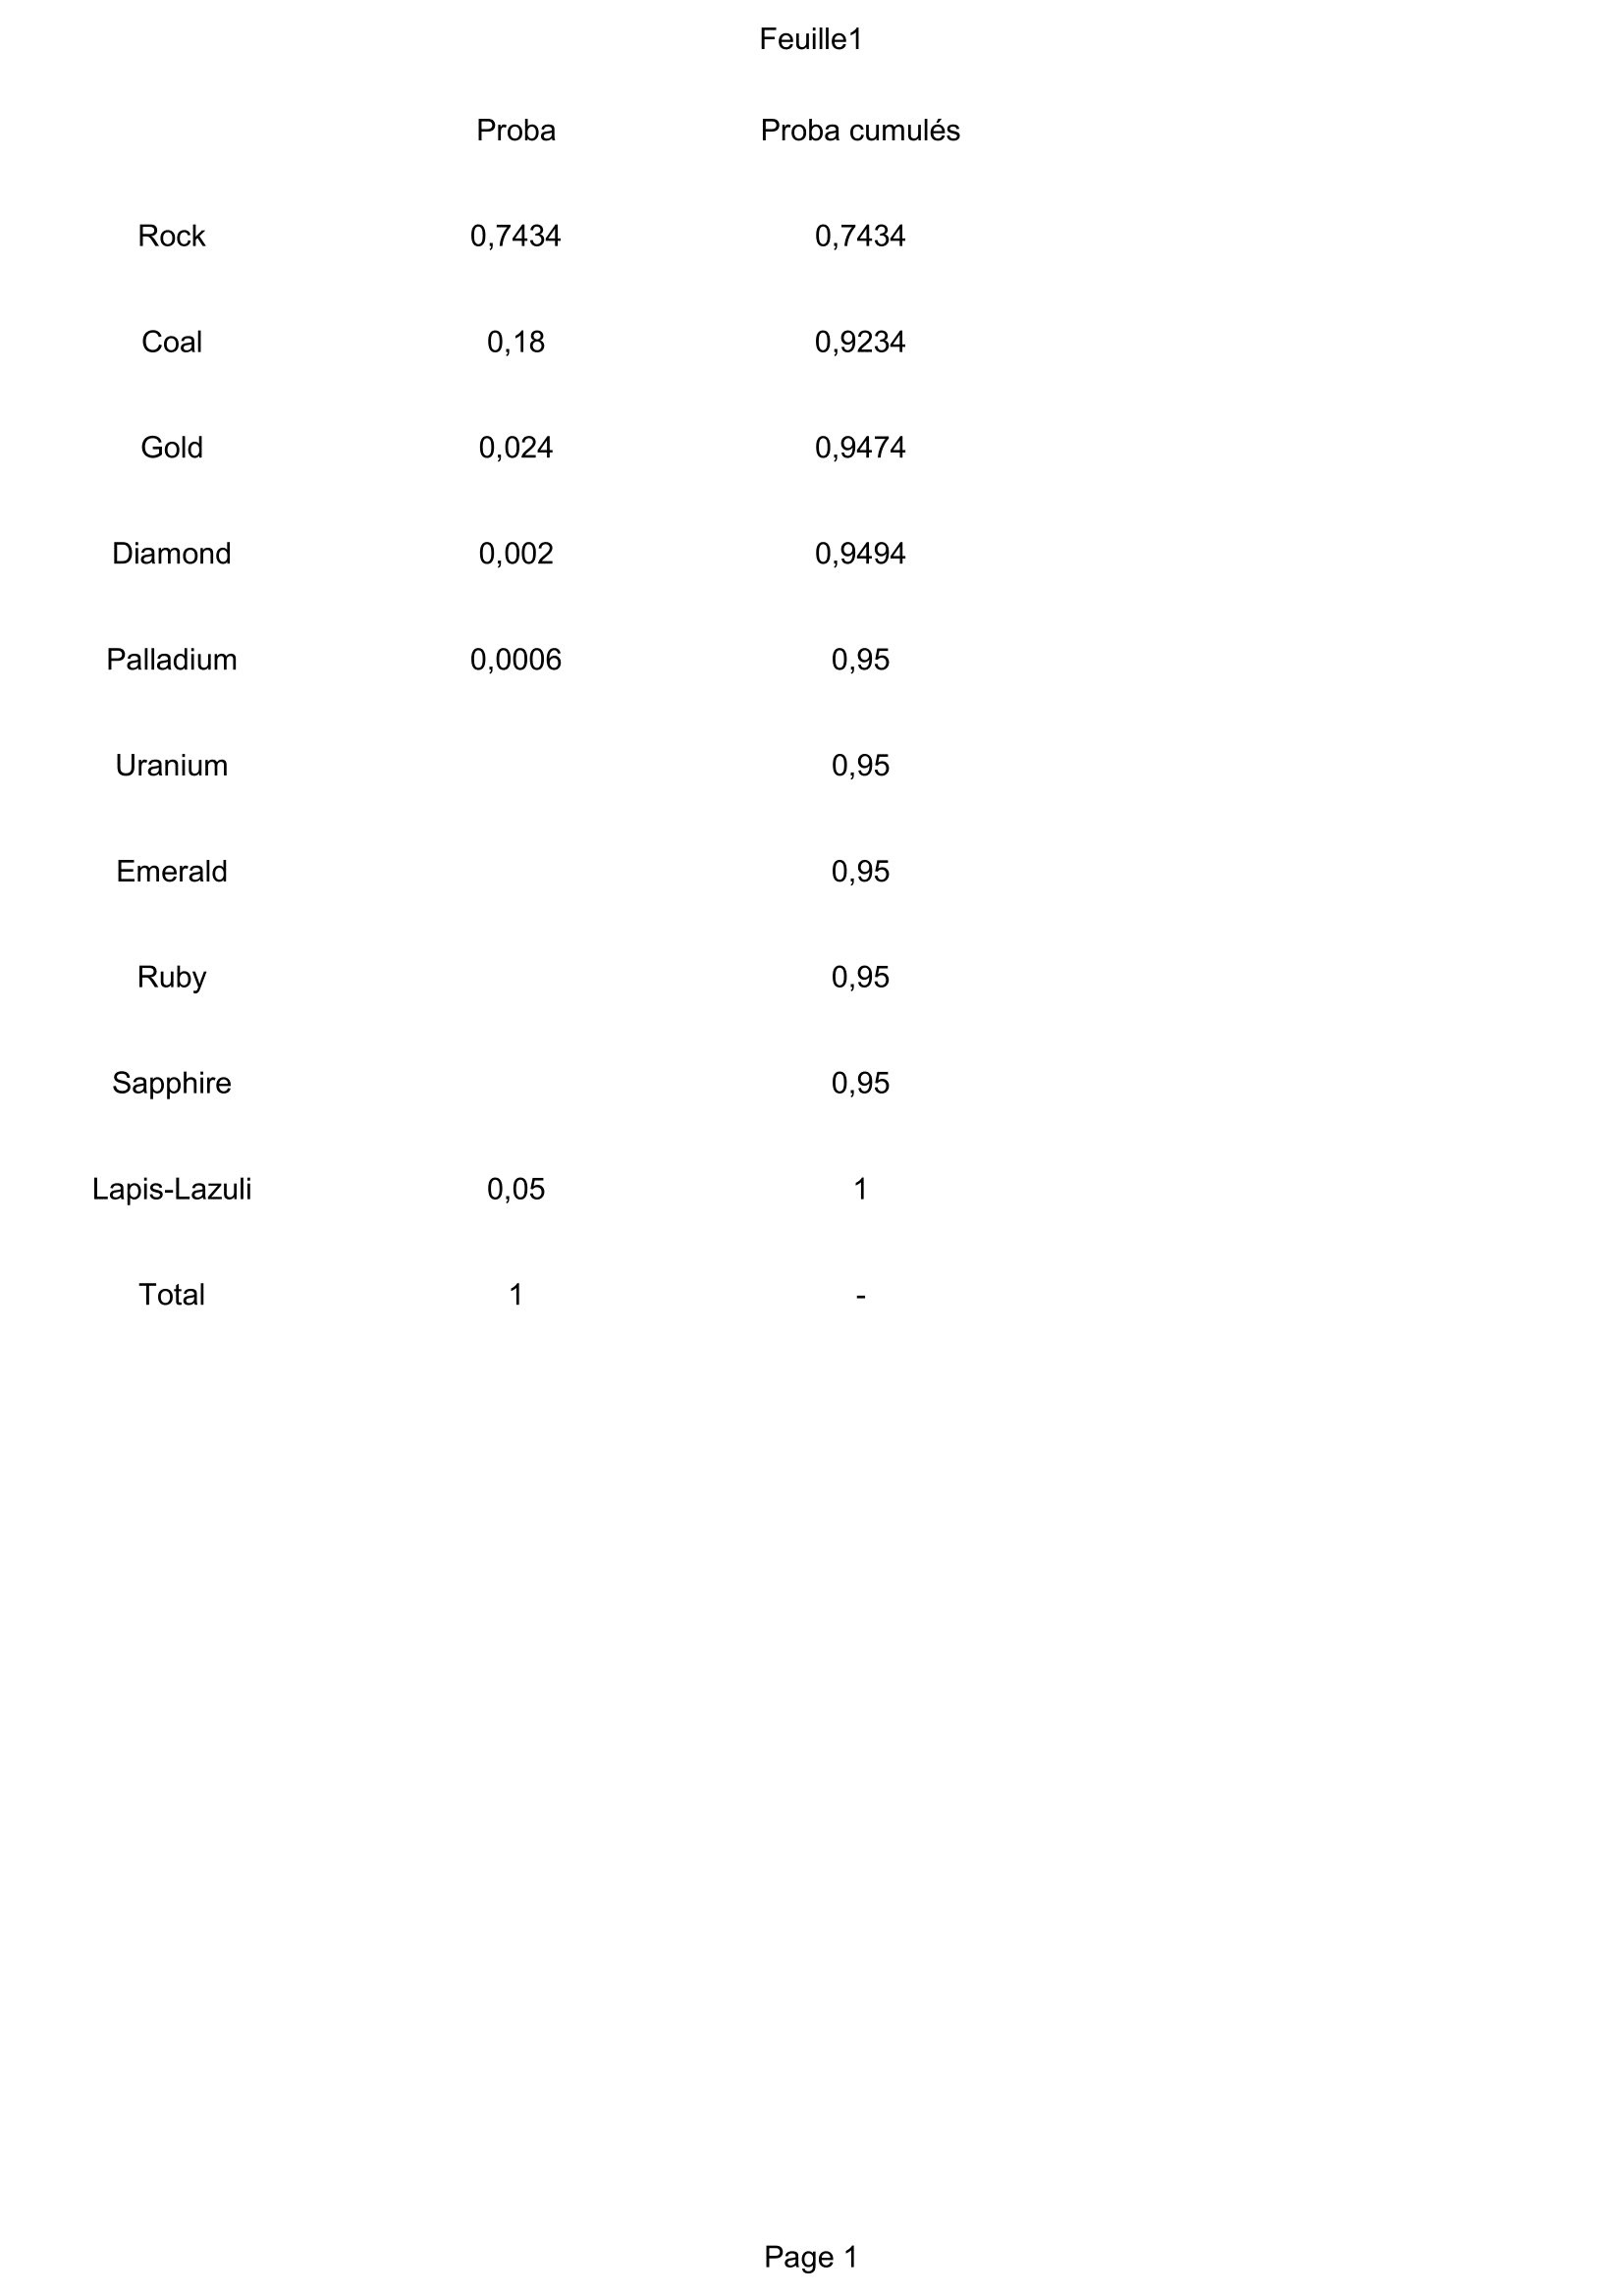 Feuille1
Proba Proba cumulés
Rock 0,7434 0,7434
Coal 0,18 0,9234
Gold 0,024 0,9474
Diamond 0,002 0,9494
Palladium 0,0006 0,95
Uranium 0,95
Emerald 0,95
Ruby 0,95
Sapphire 0,95
Lapis-Lazuli 0,05 1
Total 1 -
Page 1